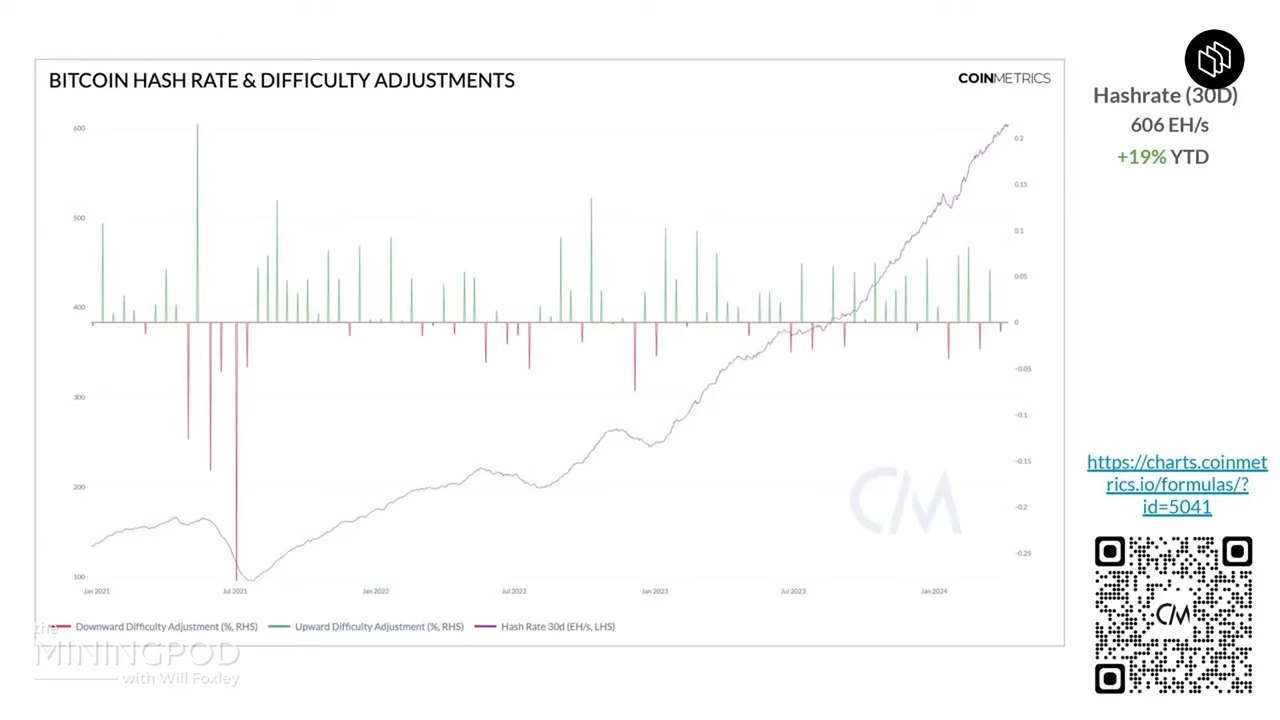 BITCOIN HASH RATE & DIFFICULTY ADJUSTMENTS
COINMETRICS
Hashrate (30D)
606 EH/s
+19% YTD
600
500
400
300
200
100
0.2
0.15
0.1
0.05
0
-0.05
-0.1
-0.15
-0.2
-0.25
Jan 2021
Jul 2021
Jan 2022
Jul 2022
Jan 2023
Jul 2023
Jan 2024
CM
Downward Difficulty Adjustment (%, RHS)
Upward Difficulty Adjustment (%, RHS)
Hash Rate 30d (EH/s, LHS)
https://charts.coinmet
rics.io/formulas/?
id=5041
CM
the
MININGPOD
with Will Foxley